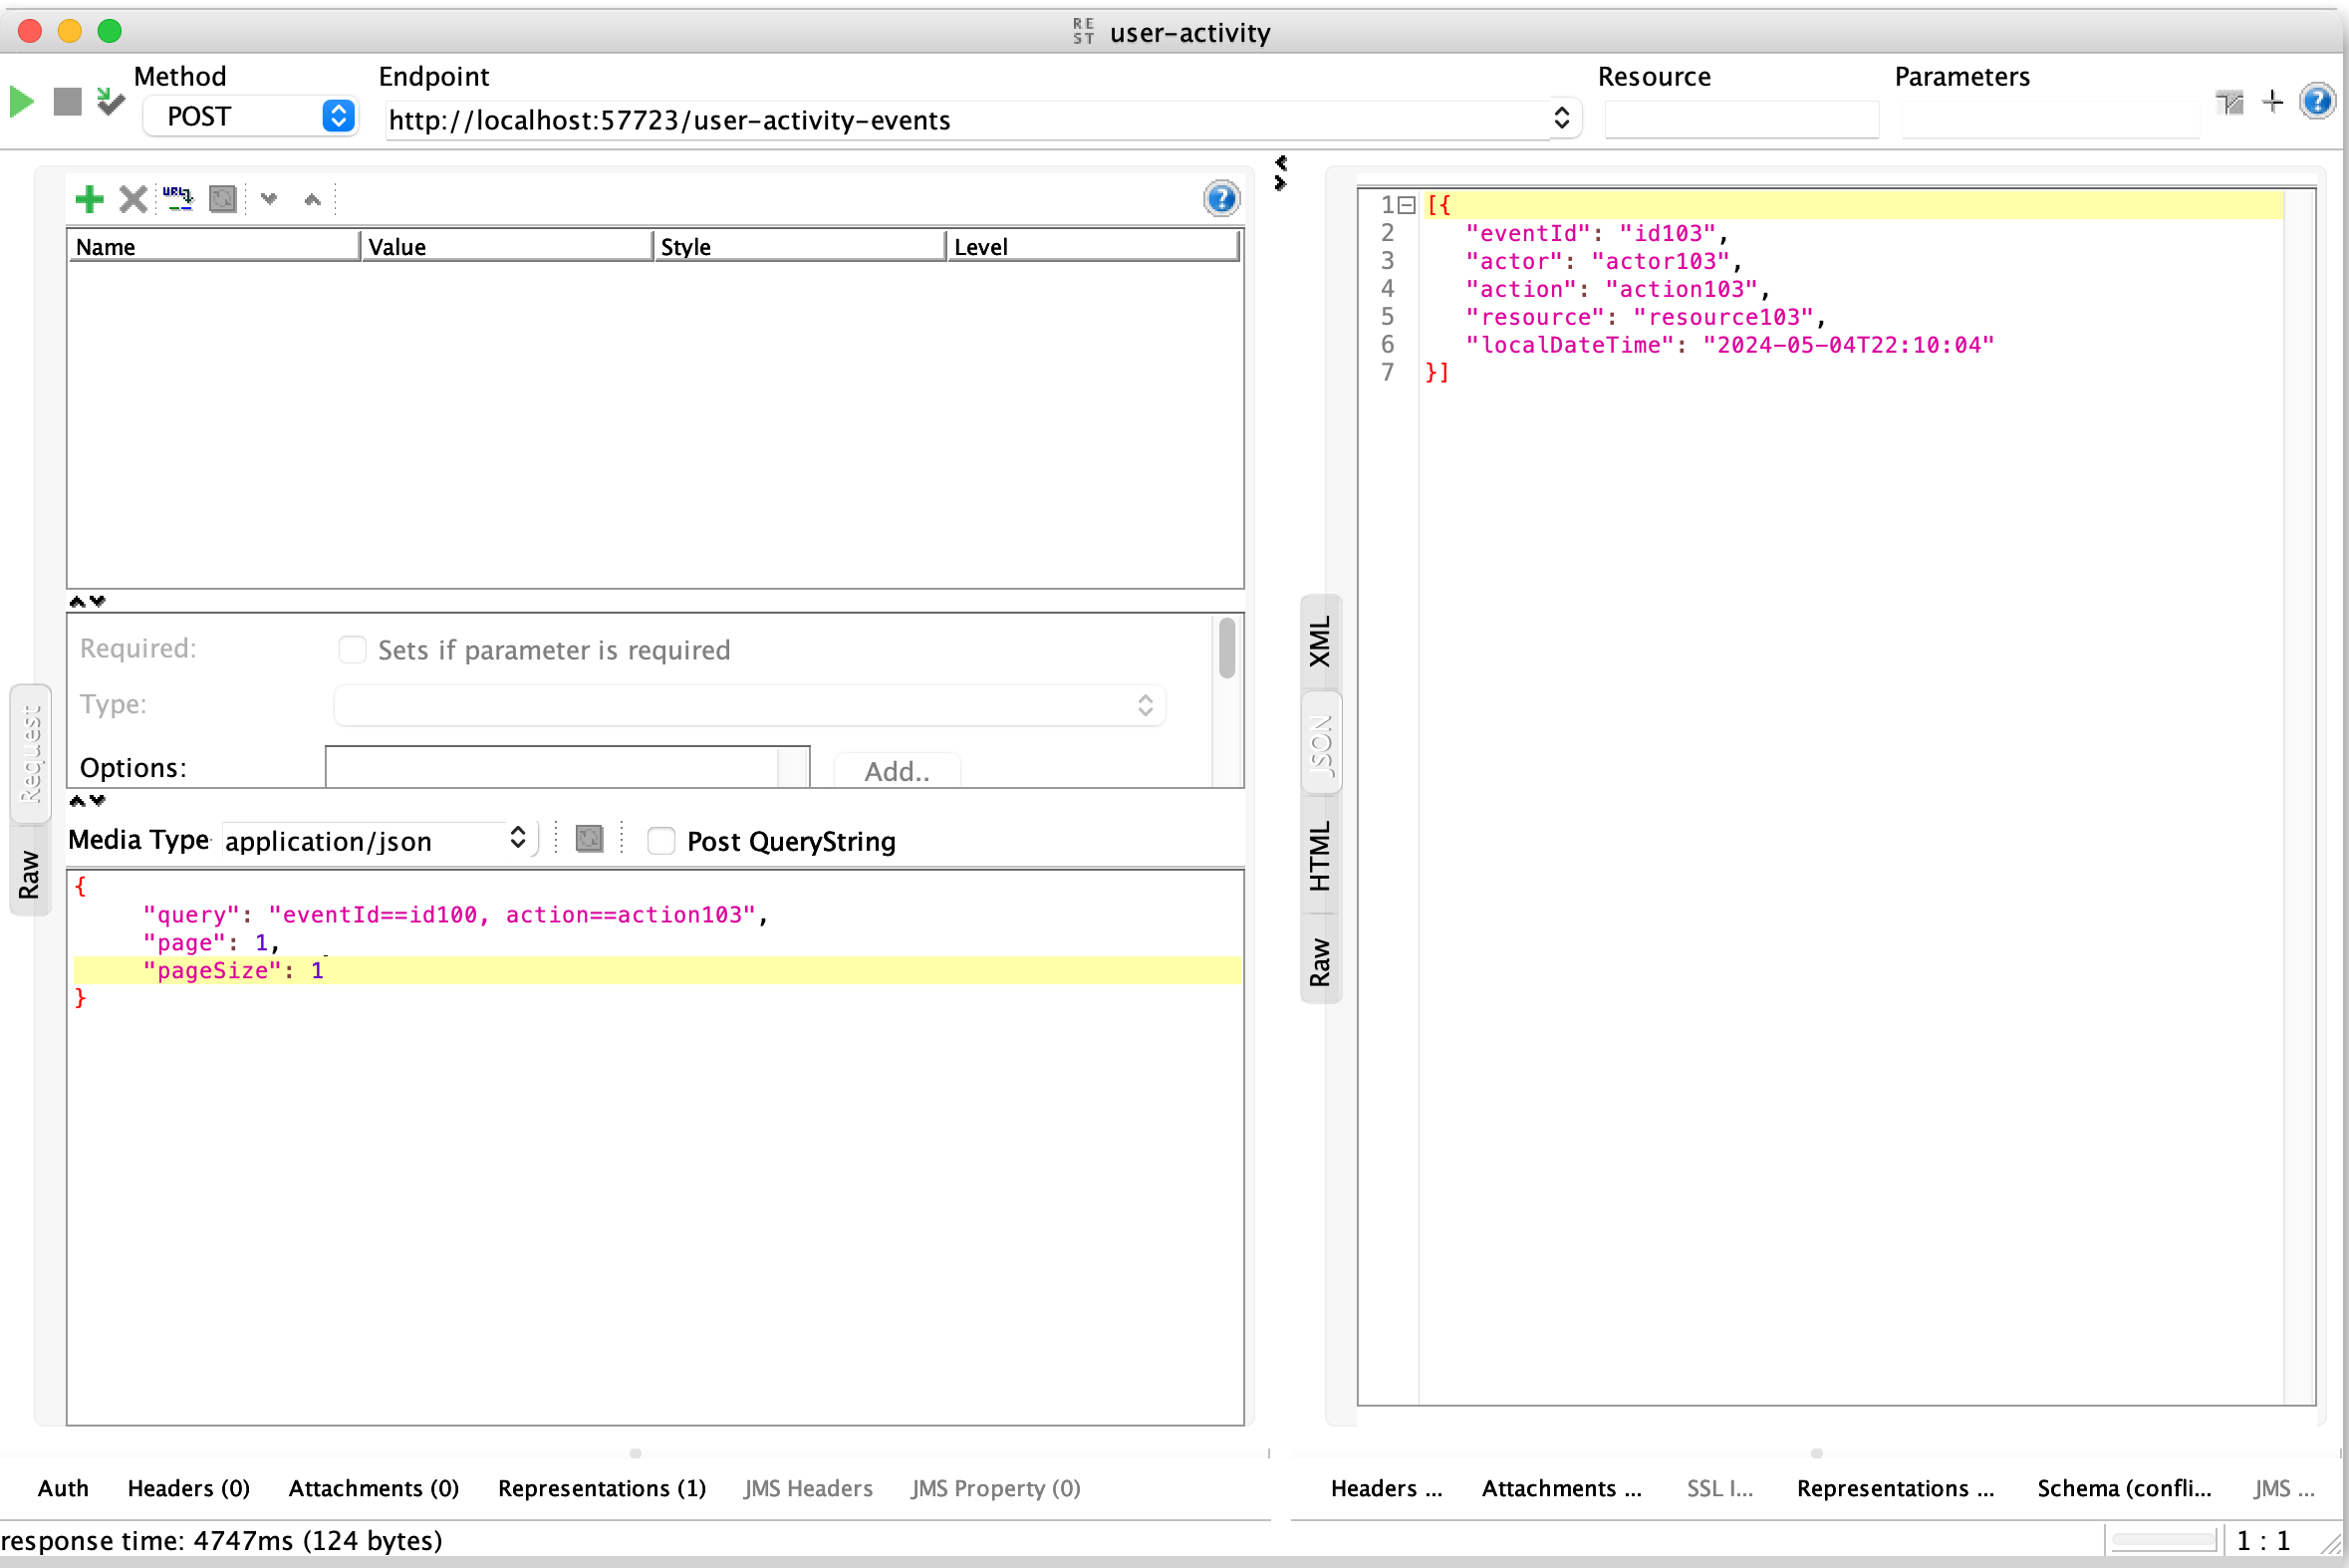 REST user-activity
Method Endpoint Resource Parameters
POST http://localhost:57723/user-activity-events
Name Value Style Level
Required: Sets if parameter is required
Type:
Options: Add..
Request
Raw
Media Type application/json Post QueryString
{
"query": "eventId==id100, action==action103",
"page": 1,
"pageSize": 1
}
XML
JSON
HTML
Raw
1 [{
2 "eventId": "id103",
3 "actor": "actor103",
4 "action": "action103",
5 "resource": "resource103",
6 "localDateTime": "2024-05-04T22:10:04"
7 }]
Auth Headers (0) Attachments (0) Representations (1) JMS Headers JMS Property (0)
Headers ... Attachments ... SSL I... Representations ... Schema (confli... JMS ...
response time: 4747ms (124 bytes)
1 : 1